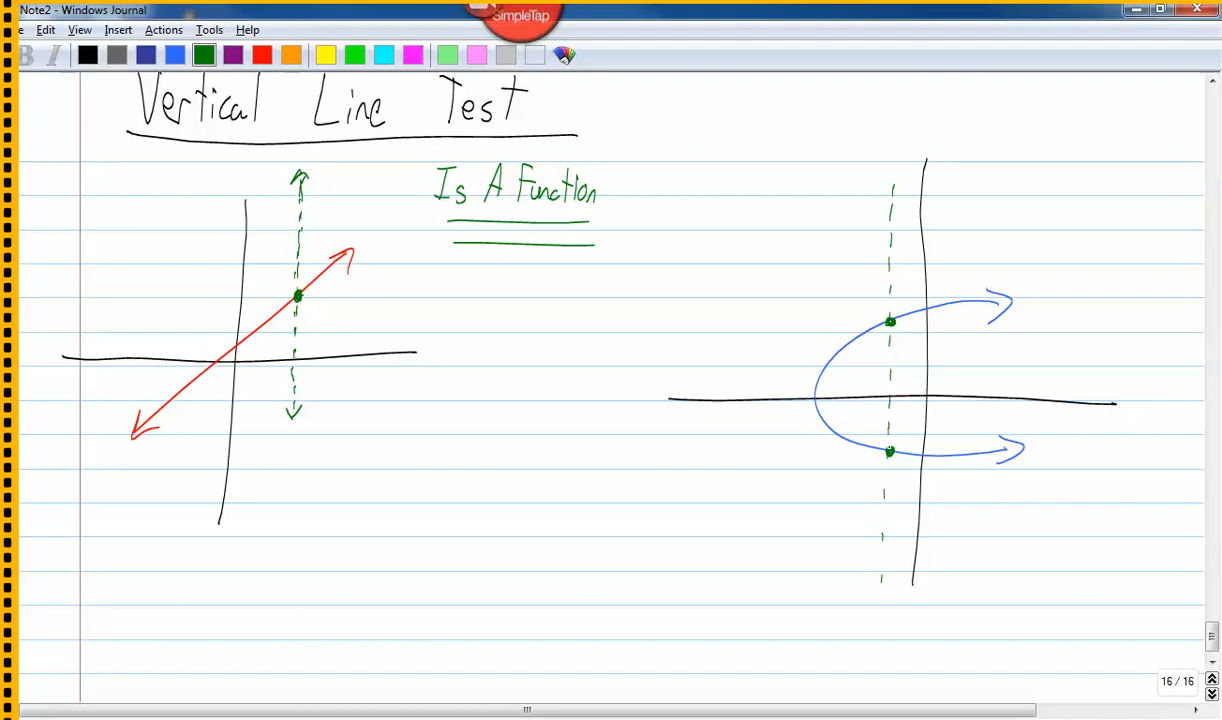 Note2 - Windows Journal
SimpleTap
e Edit View Insert Actions Tools Help
B I
Vertical Line Test
Is A Function
16 / 16